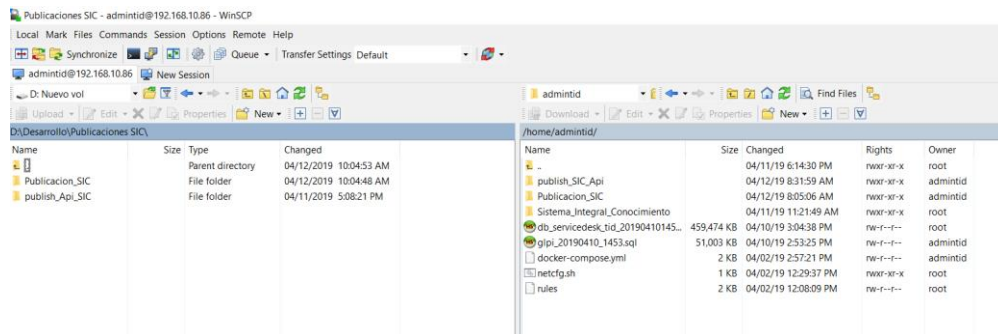 Publicaciones SIC - admintid@192.168.10.86 - WinSCP
Local Mark Files Commands Session Options Remote Help
Synchronize Queue Transfer Settings Default
admintid@192.168.10.86 New Session
D: Nuevo vol admintid Find Files
Upload Edit Properties New Download Edit Properties New
D:\Desarrollo\Publicaciones SIC\ /home/admintid/
Name Size Type Changed Name Size Changed Rights Owner
Parent directory 04/12/2019 10:04:53 AM .. 04/11/19 6:14:30 PM rwxr-xr-x root
Publicacion_SIC File folder 04/12/2019 10:04:48 AM publish_SIC_Api 04/12/19 8:31:59 AM rwxr-xr-x admintid
publish_Api_SIC File folder 04/11/2019 5:08:21 PM Publicacion_SIC 04/12/19 8:05:06 AM rwxr-xr-x admintid
Sistema_Integral_Conocimiento 04/11/19 11:21:49 AM rwxr-xr-x root
db_servicedesk_tid_20190410145... 459,474 KB 04/10/19 3:04:38 PM rw-r--r-- root
glpi_20190410_1453.sql 51,003 KB 04/10/19 2:53:25 PM rw-r--r-- admintid
docker-compose.yml 2 KB 04/02/19 2:57:21 PM rw-r--r-- admintid
netcfg.sh 1 KB 04/02/19 12:29:37 PM rwxr-xr-x root
rules 2 KB 04/02/19 12:08:09 PM rw-r--r-- root